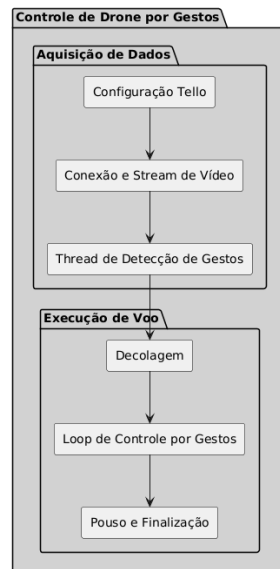 Controle de Drone por Gestos
Aquisição de Dados
Configuração Tello
Conexão e Stream de Vídeo
Thread de Detecção de Gestos
Execução de Voo
Decolagem
Loop de Controle por Gestos
Pouso e Finalização